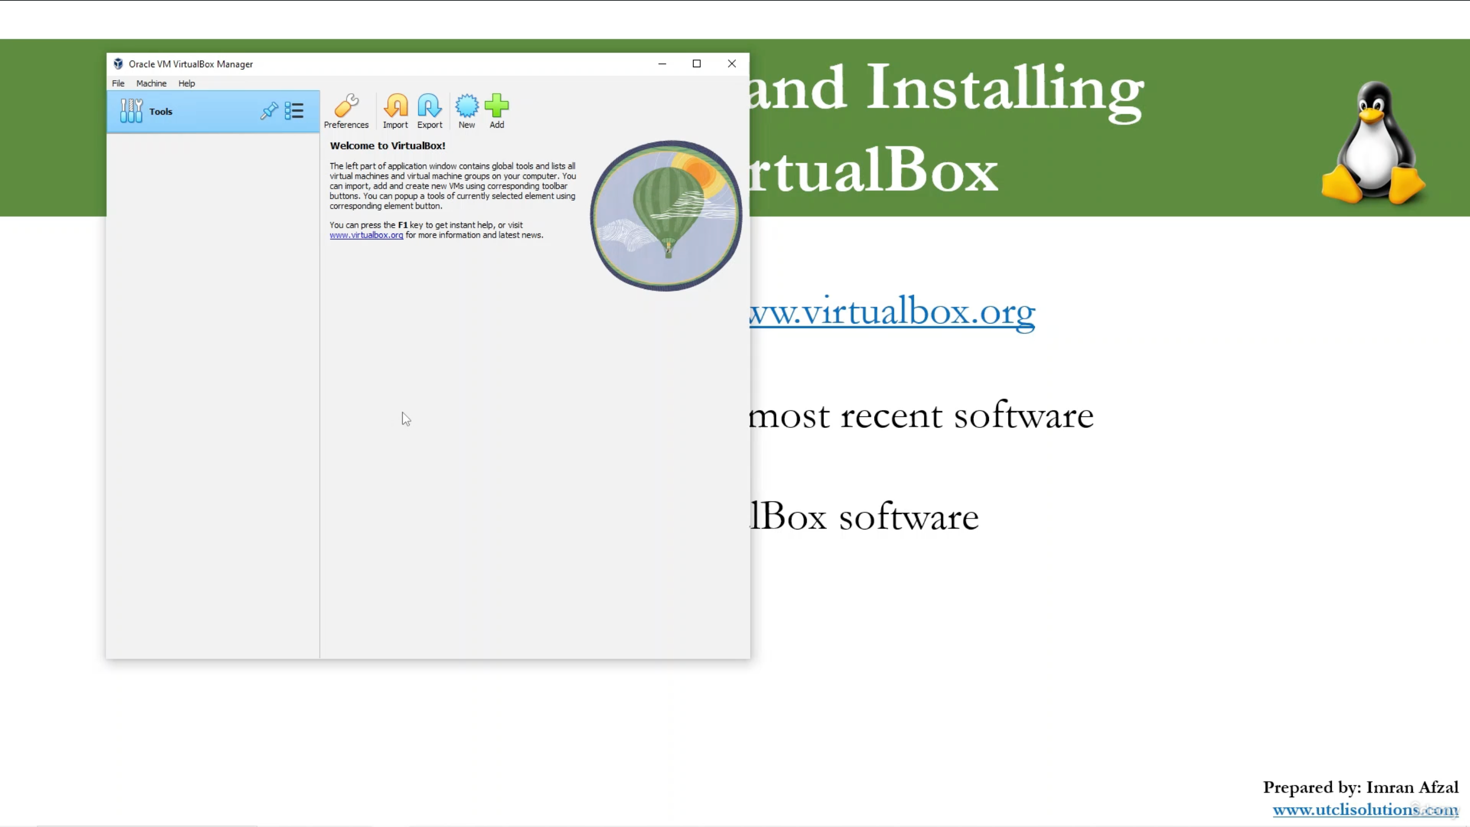 Oracle VM VirtualBox Manager
File Machine Help
Tools
Preferences Import Export New Add
Welcome to VirtualBox!
The left part of application window contains global tools and lists all
virtual machines and virtual machine groups on your computer. You
can import, add and create new VMs using corresponding toolbar
buttons. You can popup a tools of currently selected element using
corresponding element button.
You can press the F1 key to get instant help, or visit
www.virtualbox.org for more information and latest news.
and Installing
rtualBox
ww.virtualbox.org
most recent software
lBox software
Prepared by: Imran Afzal
www.utclisolutions.com